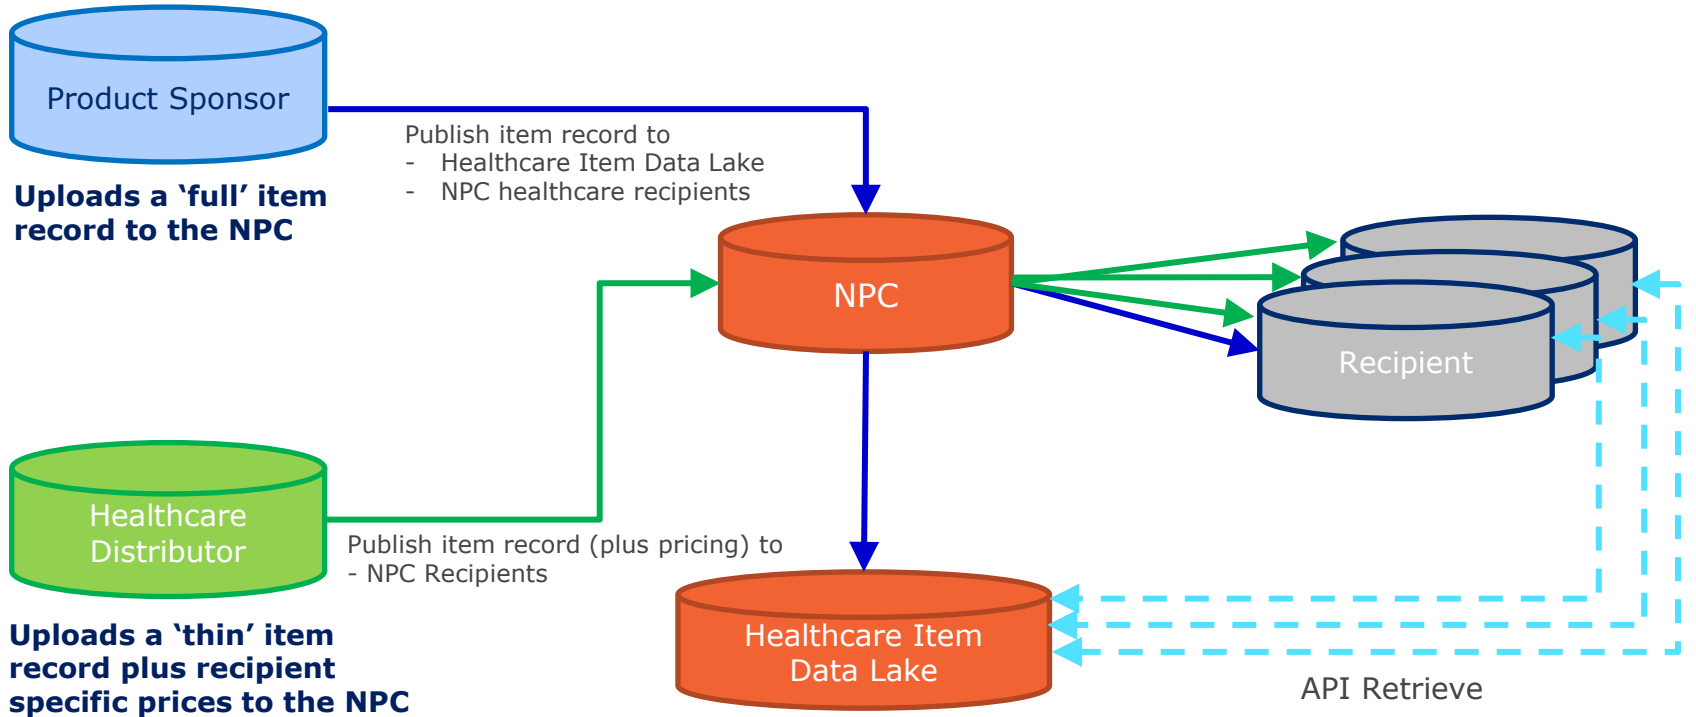 Product Sponsor
Uploads a ‘full’ item
record to the NPC
Publish item record to
- Healthcare Item Data Lake
- NPC healthcare recipients
NPC
Recipient
Healthcare
Distributor
Uploads a ‘thin’ item
record plus recipient
specific prices to the NPC
Publish item record (plus pricing) to
- NPC Recipients
Healthcare Item
Data Lake
API Retrieve